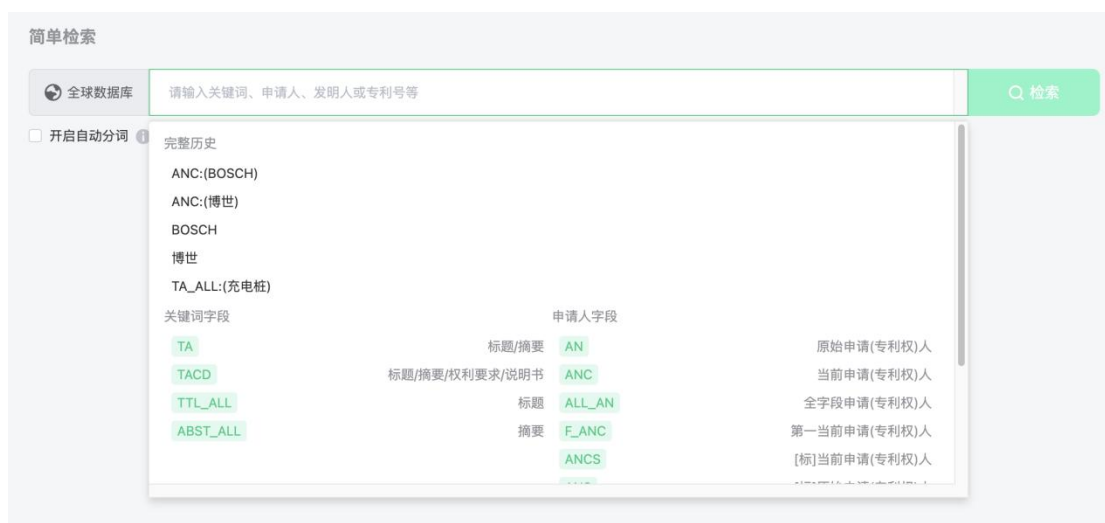 简单检索
全球数据库 请输入关键词、申请人、发明人或专利号等 检索
开启自动分词
完整历史
ANC:(BOSCH)
ANC:(博世)
BOSCH
博世
TA_ALL:(充电桩)
关键词字段 申请人字段
TA 标题/摘要 AN 原始申请(专利权)人
TACD 标题/摘要/权利要求/说明书 ANC 当前申请(专利权)人
TTL_ALL 标题 ALL_AN 全字段申请(专利权)人
ABST_ALL 摘要 F_ANC 第一当前申请(专利权)人
ANCS [标]当前申请(专利权)人